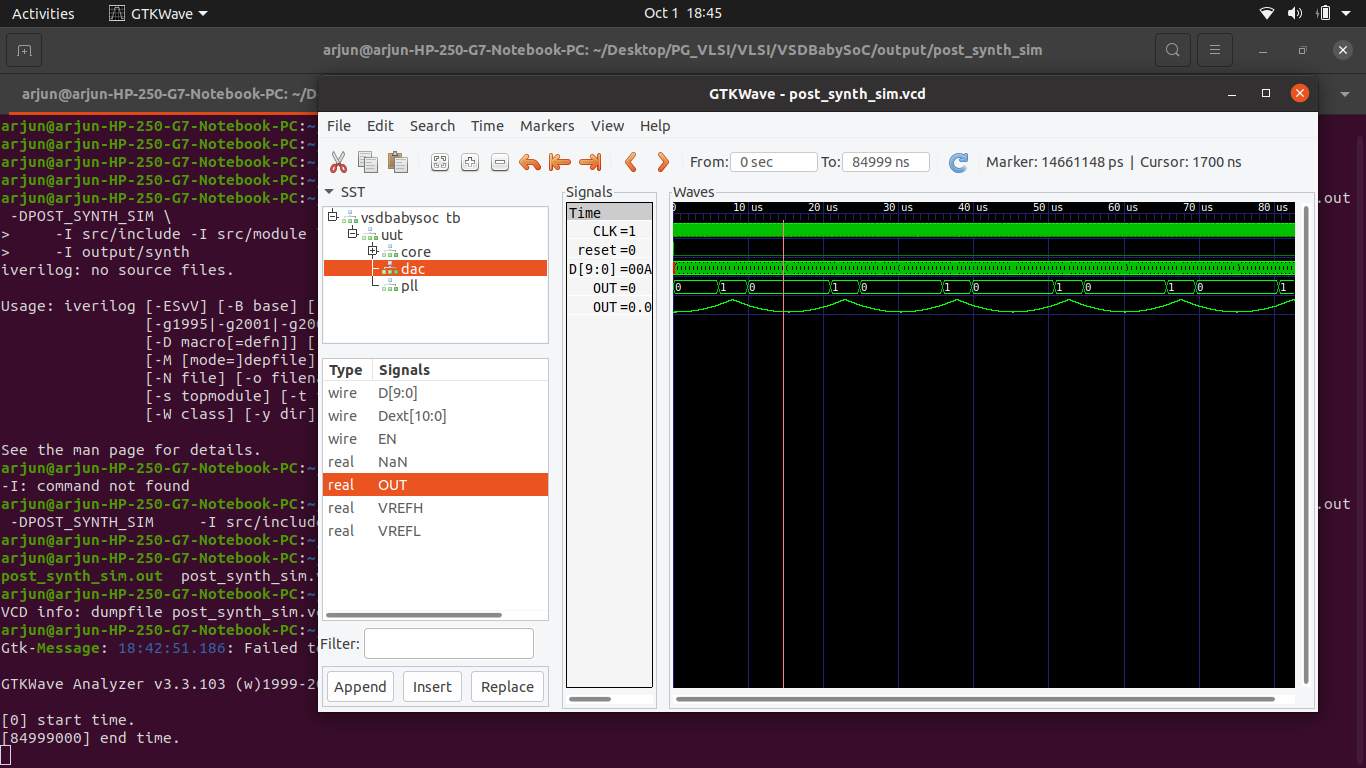 Activities GTKWave Oct 1 18:45
arjun@arjun-HP-250-G7-Notebook-PC: ~/Desktop/PG_VLSI/VLSI/VSDBabySoC/output/post_synth_sim
arjun@arjun-HP-250-G7-Notebook-PC: ~/D
arjun@arjun-HP-250-G7-Notebook-PC:~
arjun@arjun-HP-250-G7-Notebook-PC:~
arjun@arjun-HP-250-G7-Notebook-PC:~
arjun@arjun-HP-250-G7-Notebook-PC:~
arjun@arjun-HP-250-G7-Notebook-PC:~ .out
-DPOST_SYNTH_SIM \
> -I src/include -I src/module
> -I output/synth
iverilog: no source files.
Usage: iverilog [-ESvV] [-B base] [
[-g1995|-g2001|-g20
[-D macro[=defn]] [
[-M [mode=]depfile]
[-N file] [-o filena
[-s topmodule] [-t
[-W class] [-y dir]
See the man page for details.
arjun@arjun-HP-250-G7-Notebook-PC:~
-I: command not found
arjun@arjun-HP-250-G7-Notebook-PC:~ .out
-DPOST_SYNTH_SIM -I src/include
arjun@arjun-HP-250-G7-Notebook-PC:~
arjun@arjun-HP-250-G7-Notebook-PC:~
post_synth_sim.out post_synth_sim.v
arjun@arjun-HP-250-G7-Notebook-PC:~
VCD info: dumpfile post_synth_sim.vc
arjun@arjun-HP-250-G7-Notebook-PC:~
Gtk-Message: 18:42:51.186: Failed to
GTKWave Analyzer v3.3.103 (w)1999-20
[0] start time.
[84999000] end time.
GTKWave - post_synth_sim.vcd
File Edit Search Time Markers View Help
From: 0 sec To: 84999 ns Marker: 14661148 ps | Cursor: 1700 ns
SST
vsdbabysoc_tb
uut
core
dac
pll
Type Signals
wire D[9:0]
wire Dext[10:0]
wire EN
real NaN
real OUT
real VREFH
real VREFL
Filter:
Append Insert Replace
Signals
Time
CLK =1
reset =0
D[9:0] =00A
OUT =0
OUT =0.0
Waves
0 10 us 20 us 30 us 40 us 50 us 60 us 70 us 80 us
0 1 0 1 0 1 0 1 0 1 0 1